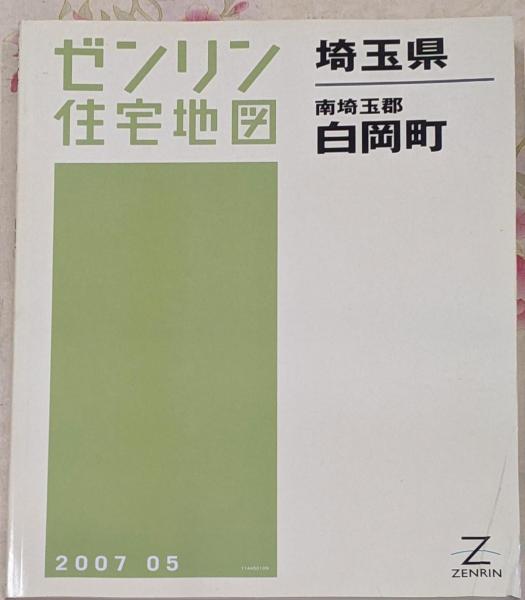 ゼンリン
住宅地図
埼玉県
南埼玉郡
白岡町
2007 05
ZENRIN